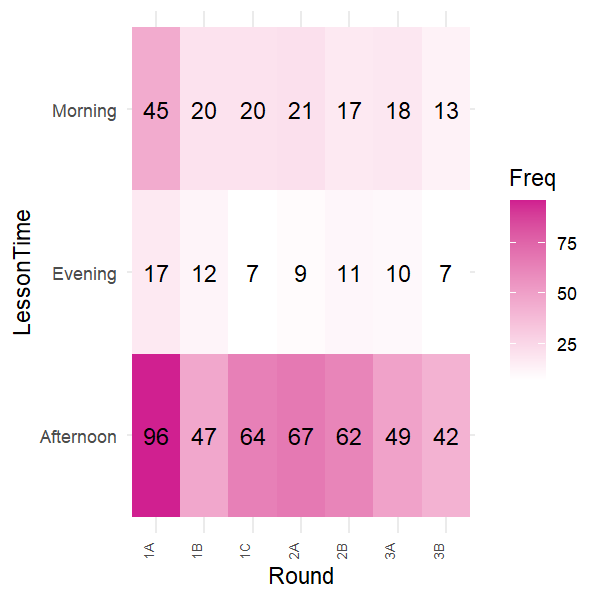 Morning 45 20 20 21 17 18 13
Evening 17 12 7 9 11 10 7
Afternoon 96 47 64 67 62 49 42
1A 1B 1C 2A 2B 3A 3B
Round
LessonTime
Freq
75
50
25